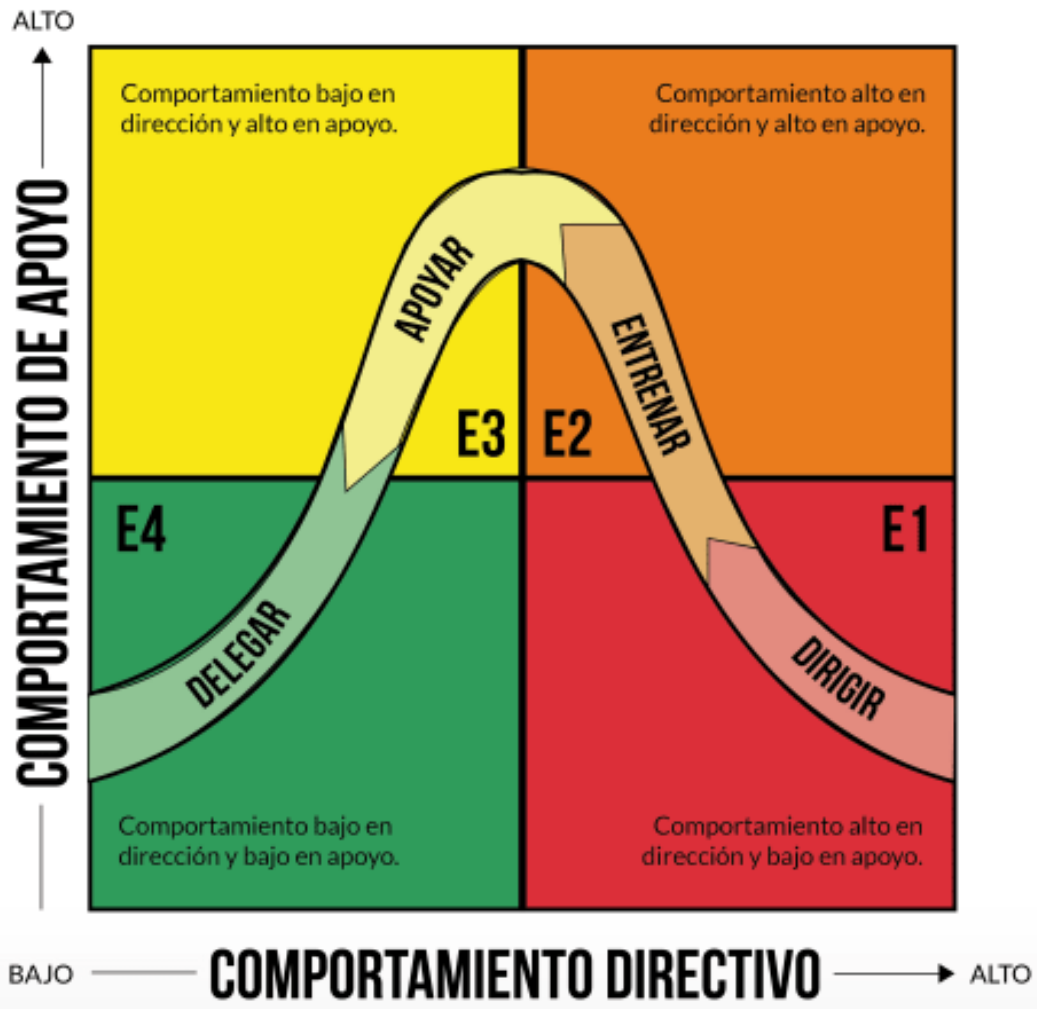 ALTO
Comportamiento bajo en
dirección y alto en apoyo.
Comportamiento alto en
dirección y alto en apoyo.
COMPORTAMIENTO DE APOYO
APOYAR
ENTRENAR
E3
E2
E4
E1
DELEGAR
DIRIGIR
Comportamiento bajo en
dirección y bajo en apoyo.
Comportamiento alto en
dirección y bajo en apoyo.
BAJO
COMPORTAMIENTO DIRECTIVO
ALTO